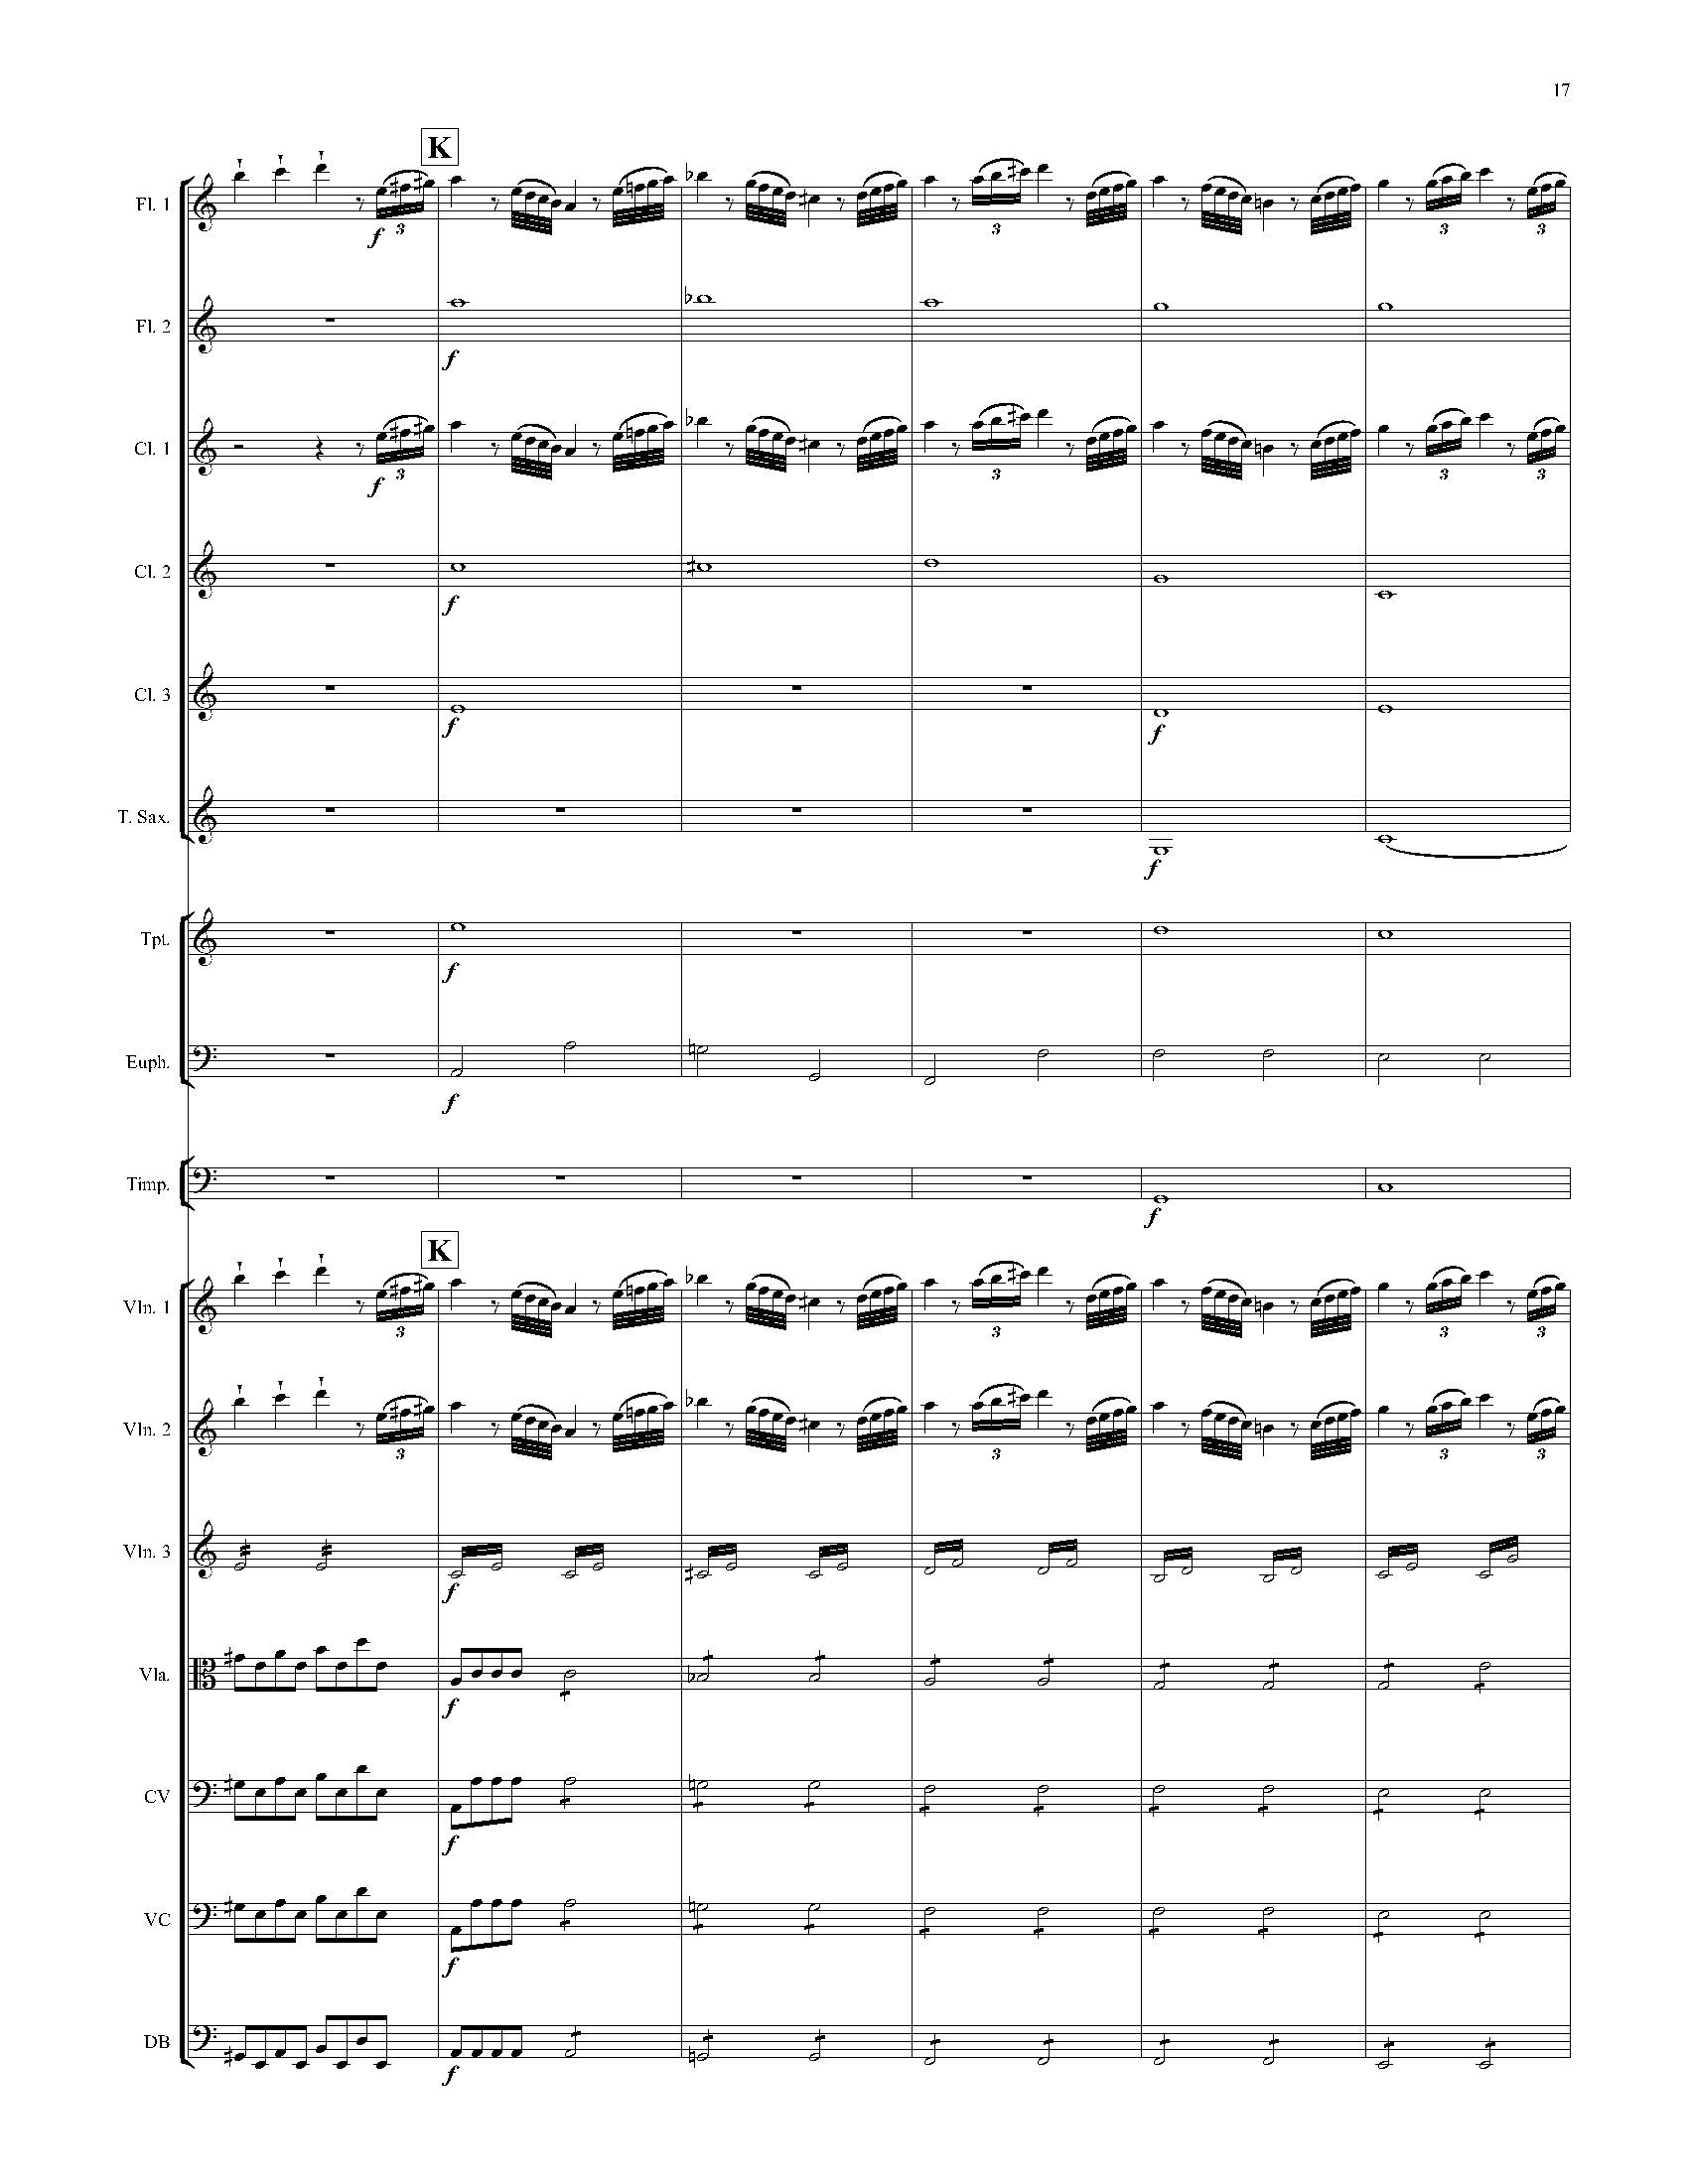 17
K
Fl. 1
f 3 3 3 3
Fl. 2
f
Cl. 1
f 3 3 3 3
Cl. 2
f
Cl. 3
f f
T. Sax.
f
Tpt.
f
Euph.
f
Timp.
f
K
Vln. 1
3 3 3 3
Vln. 2
3 3 3 3
Vln. 3
f
Vla.
f
CV
f
VC
f
DB
f